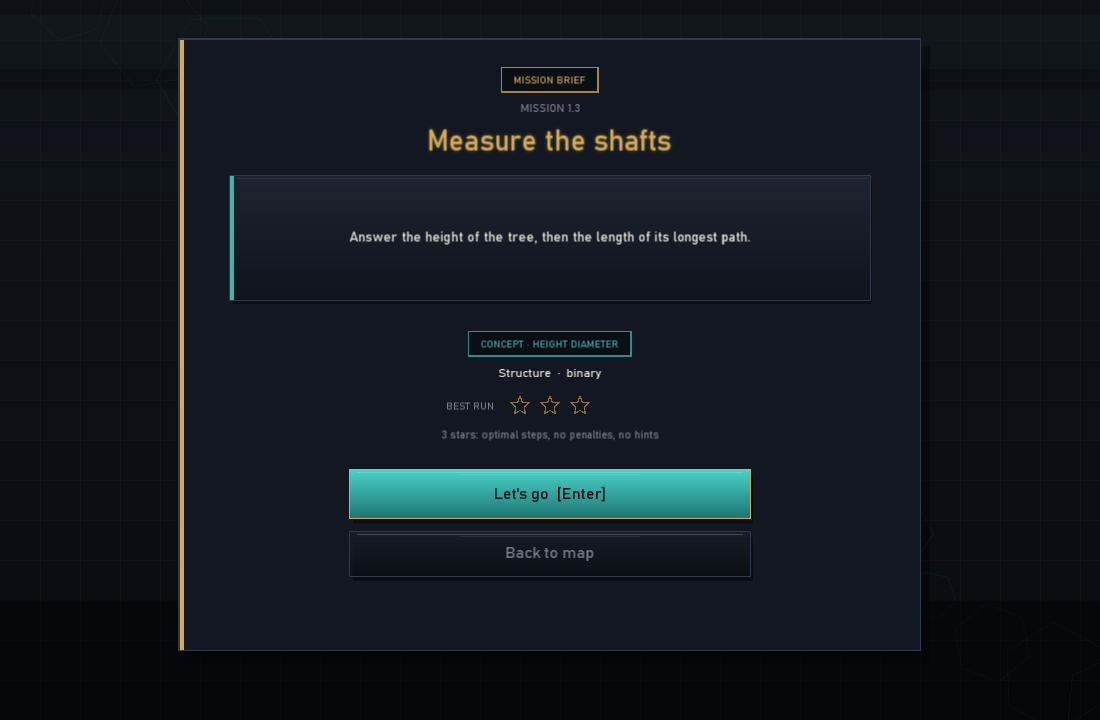 MISSION BRIEF
MISSION 1.3
Measure the shafts
Answer the height of the tree, then the length of its longest path.
CONCEPT · HEIGHT DIAMETER
Structure · binary
BEST RUN
3 stars: optimal steps, no penalties, no hints
Let's go [Enter]
Back to map